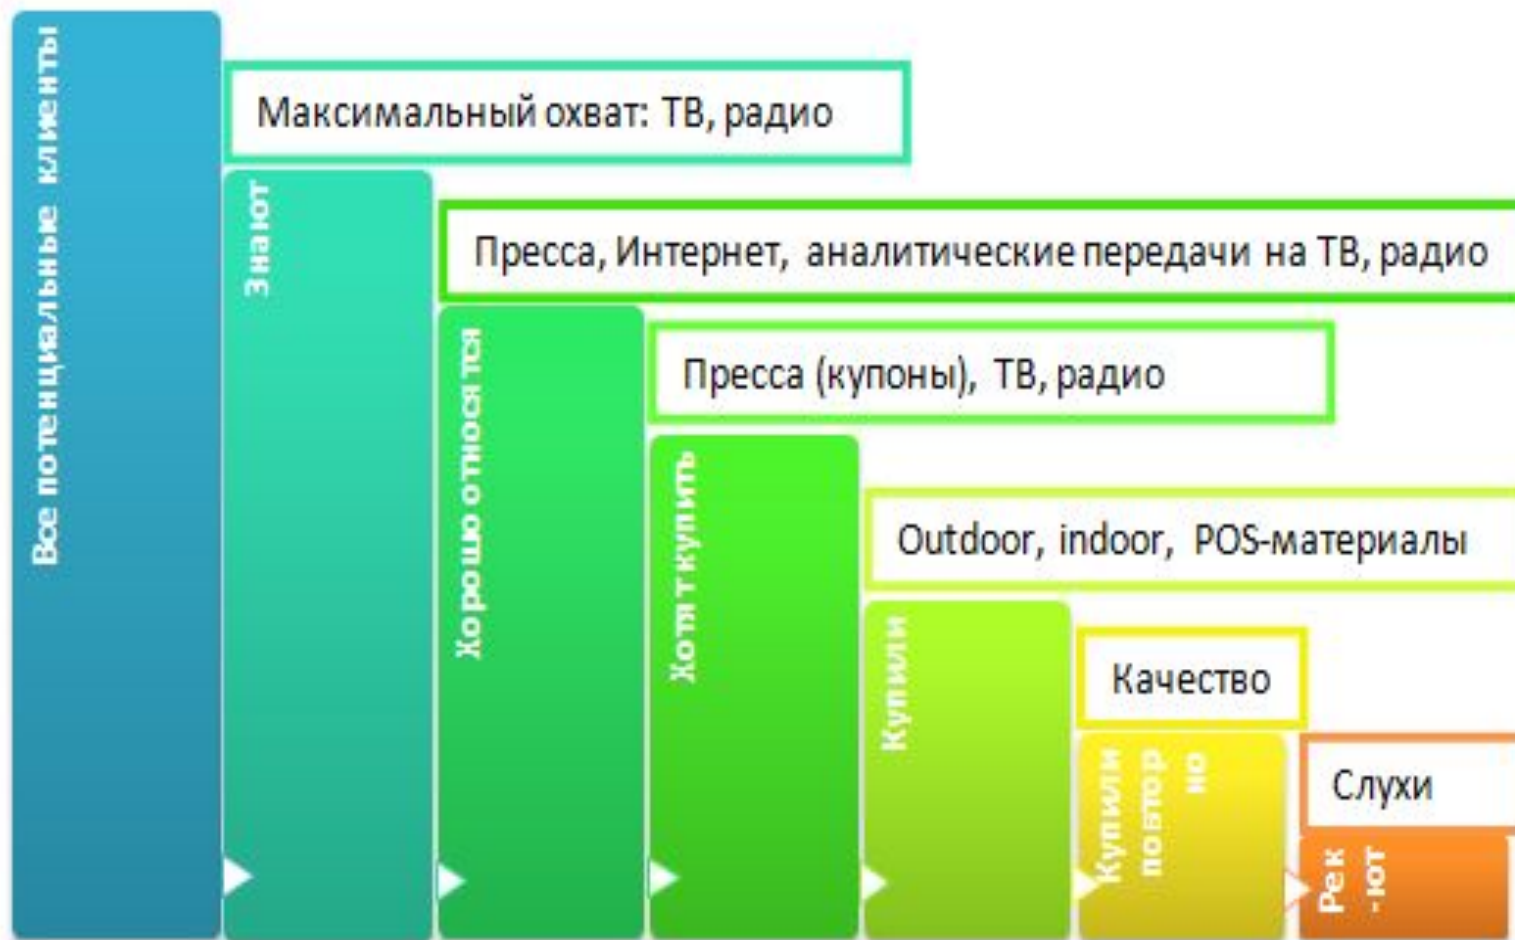 Все потенциальные клиенты
Максимальный охват: ТВ, радио
Знают
Пресса, Интернет, аналитические передачи на ТВ, радио
Хорошо относятся
Пресса (купоны), ТВ, радио
Хотят купить
Outdoor, indoor, POS-материалы
Купили
Качество
Купили
повтор
но
Слухи
Рек
-ют